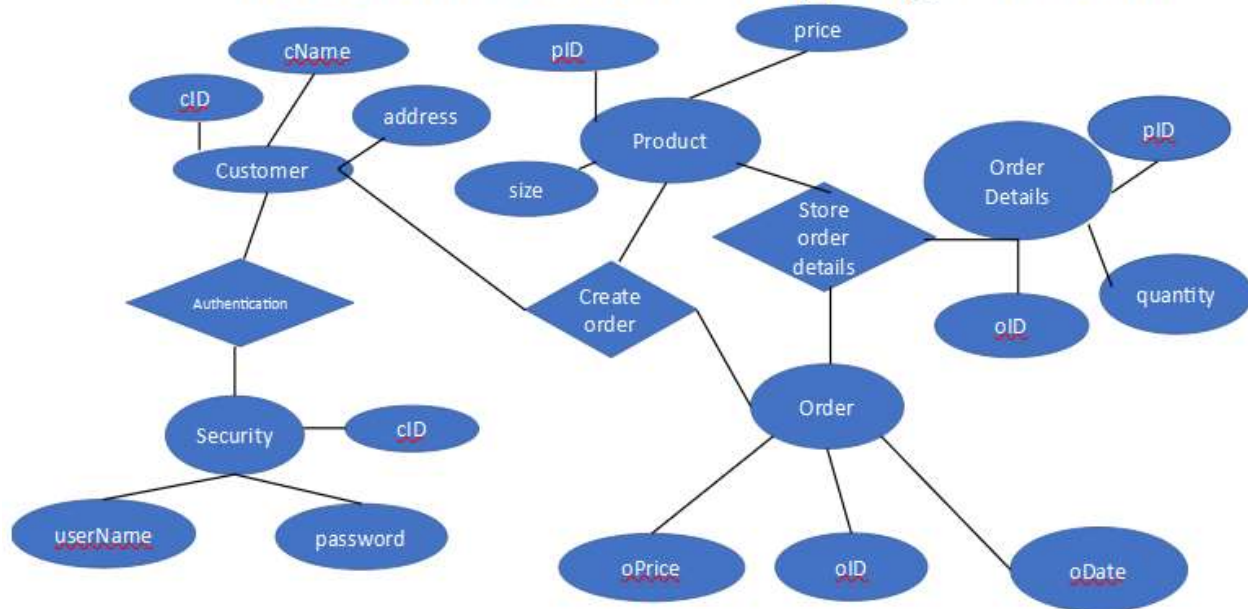 price
cName
pID
cID
address
pID
Product
Order
Details
Customer
size
Store
order
details
Authentication
Create
order
quantity
oID
Order
cID
Security
userName
password
oPrice
oID
oDate